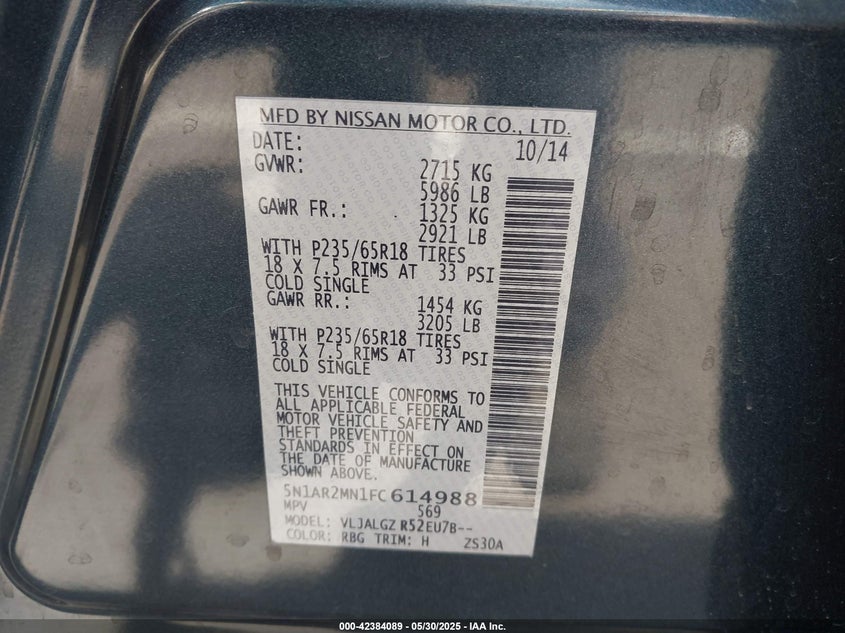 MFD BY NISSAN MOTOR CO., LTD.
DATE: 10/14
GVWR: 2715 KG
5986 LB
GAWR FR.: 1325 KG
2921 LB
WITH P235/65R18 TIRES
18 X 7.5 RIMS AT 33 PSI
COLD SINGLE
GAWR RR.: 1454 KG
3205 LB
WITH P235/65R18 TIRES
18 X 7.5 RIMS AT 33 PSI
COLD SINGLE
THIS VEHICLE CONFORMS TO
ALL APPLICABLE FEDERAL
MOTOR VEHICLE SAFETY AND
THEFT PREVENTION
STANDARDS IN EFFECT ON
THE DATE OF MANUFACTURE
SHOWN ABOVE.
5N1AR2MN1FC614988
MPV 569
MODEL: VLJALGZ R52EU7B--
COLOR: RBG TRIM: H ZS30A
000-42384089 — 05/30/2025 — IAA Inc.